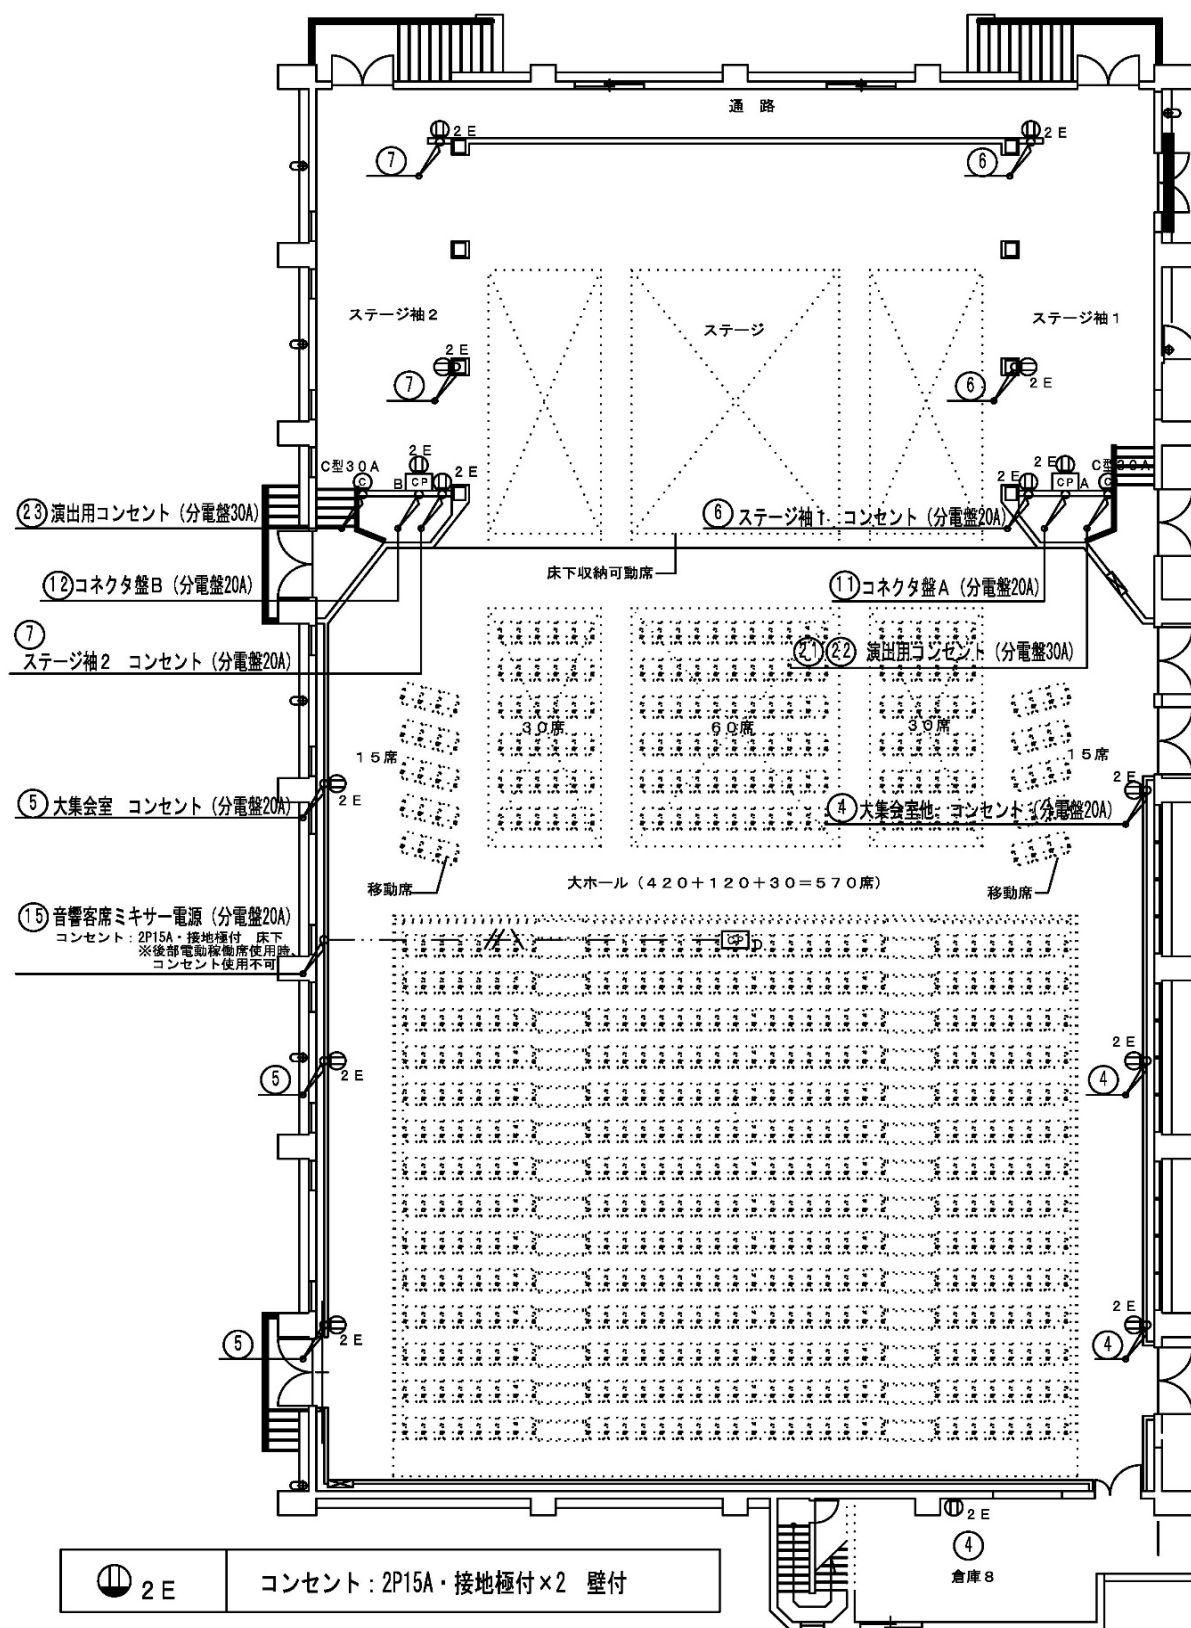 通 路
2E
2E
⑦
⑥
ステージ袖2
ステージ
ステージ袖1
2E
⑦
⑥
2E
C型30A
2E
B
CP
2E
C
2E
2E
C型30A
CP
A
C
㉓演出用コンセント(分電盤30A)
⑥ ステージ袖1 コンセント(分電盤20A)
床下収納可動席
⑫コネクタ盤B(分電盤20A)
⑪コネクタ盤A(分電盤20A)
⑦
ステージ袖2 コンセント(分電盤20A)
㉑㉒ 演出用コンセント(分電盤30A)
30席
60席
30席
15席
15席
2E
2E
⑤大集会室 コンセント(分電盤20A)
④大集会室他 コンセント(分電盤20A)
移動席
大ホール(420+120+30=570席)
移動席
⑮音響客席ミキサー電源(分電盤20A)
コンセント:2P15A・接地極付 床下
※後部電動稼働席使用時、
コンセント使用不可
CP
D
2E
2E
⑤
④
2E
2E
⑤
④
2E
④
倉庫8
2E
コンセント:2P15A・接地極付×2 壁付